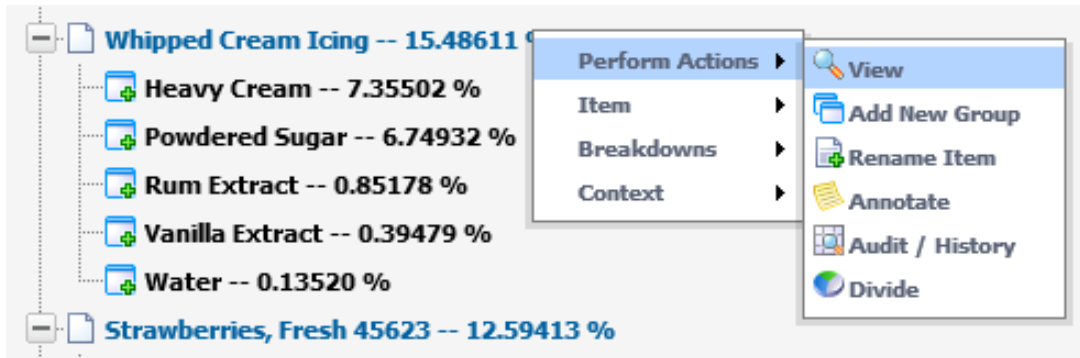 Whipped Cream Icing -- 15.48611
Heavy Cream -- 7.35502 %
Powdered Sugar -- 6.74932 %
Rum Extract -- 0.85178 %
Vanilla Extract -- 0.39479 %
Water -- 0.13520 %
Strawberries, Fresh 45623 -- 12.59413 %
Perform Actions
Item
Breakdowns
Context
View
Add New Group
Rename Item
Annotate
Audit / History
Divide